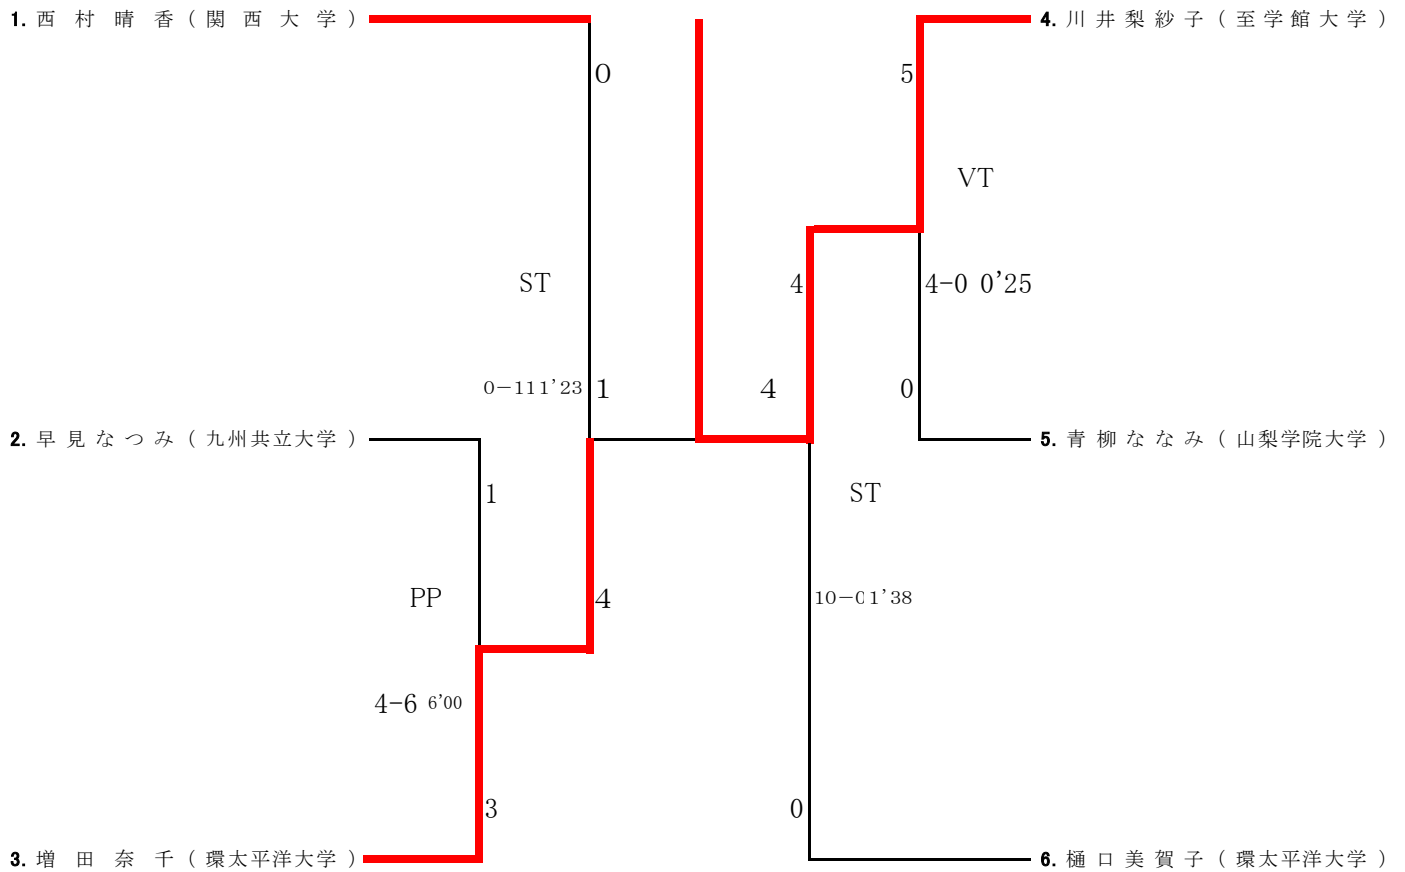 1. 西村晴香(関西大学)
4. 川井梨紗子(至学館大学)
0
5
VT
ST
4
4-0 0'25
0-11 1'23
1
4
0
2. 早見なつみ(九州共立大学)
5. 青柳ななみ(山梨学院大学)
1
ST
PP
4
10-0 1'38
4-6 6'00
3
0
3. 増田奈千(環太平洋大学)
6. 樋口美賀子(環太平洋大学)